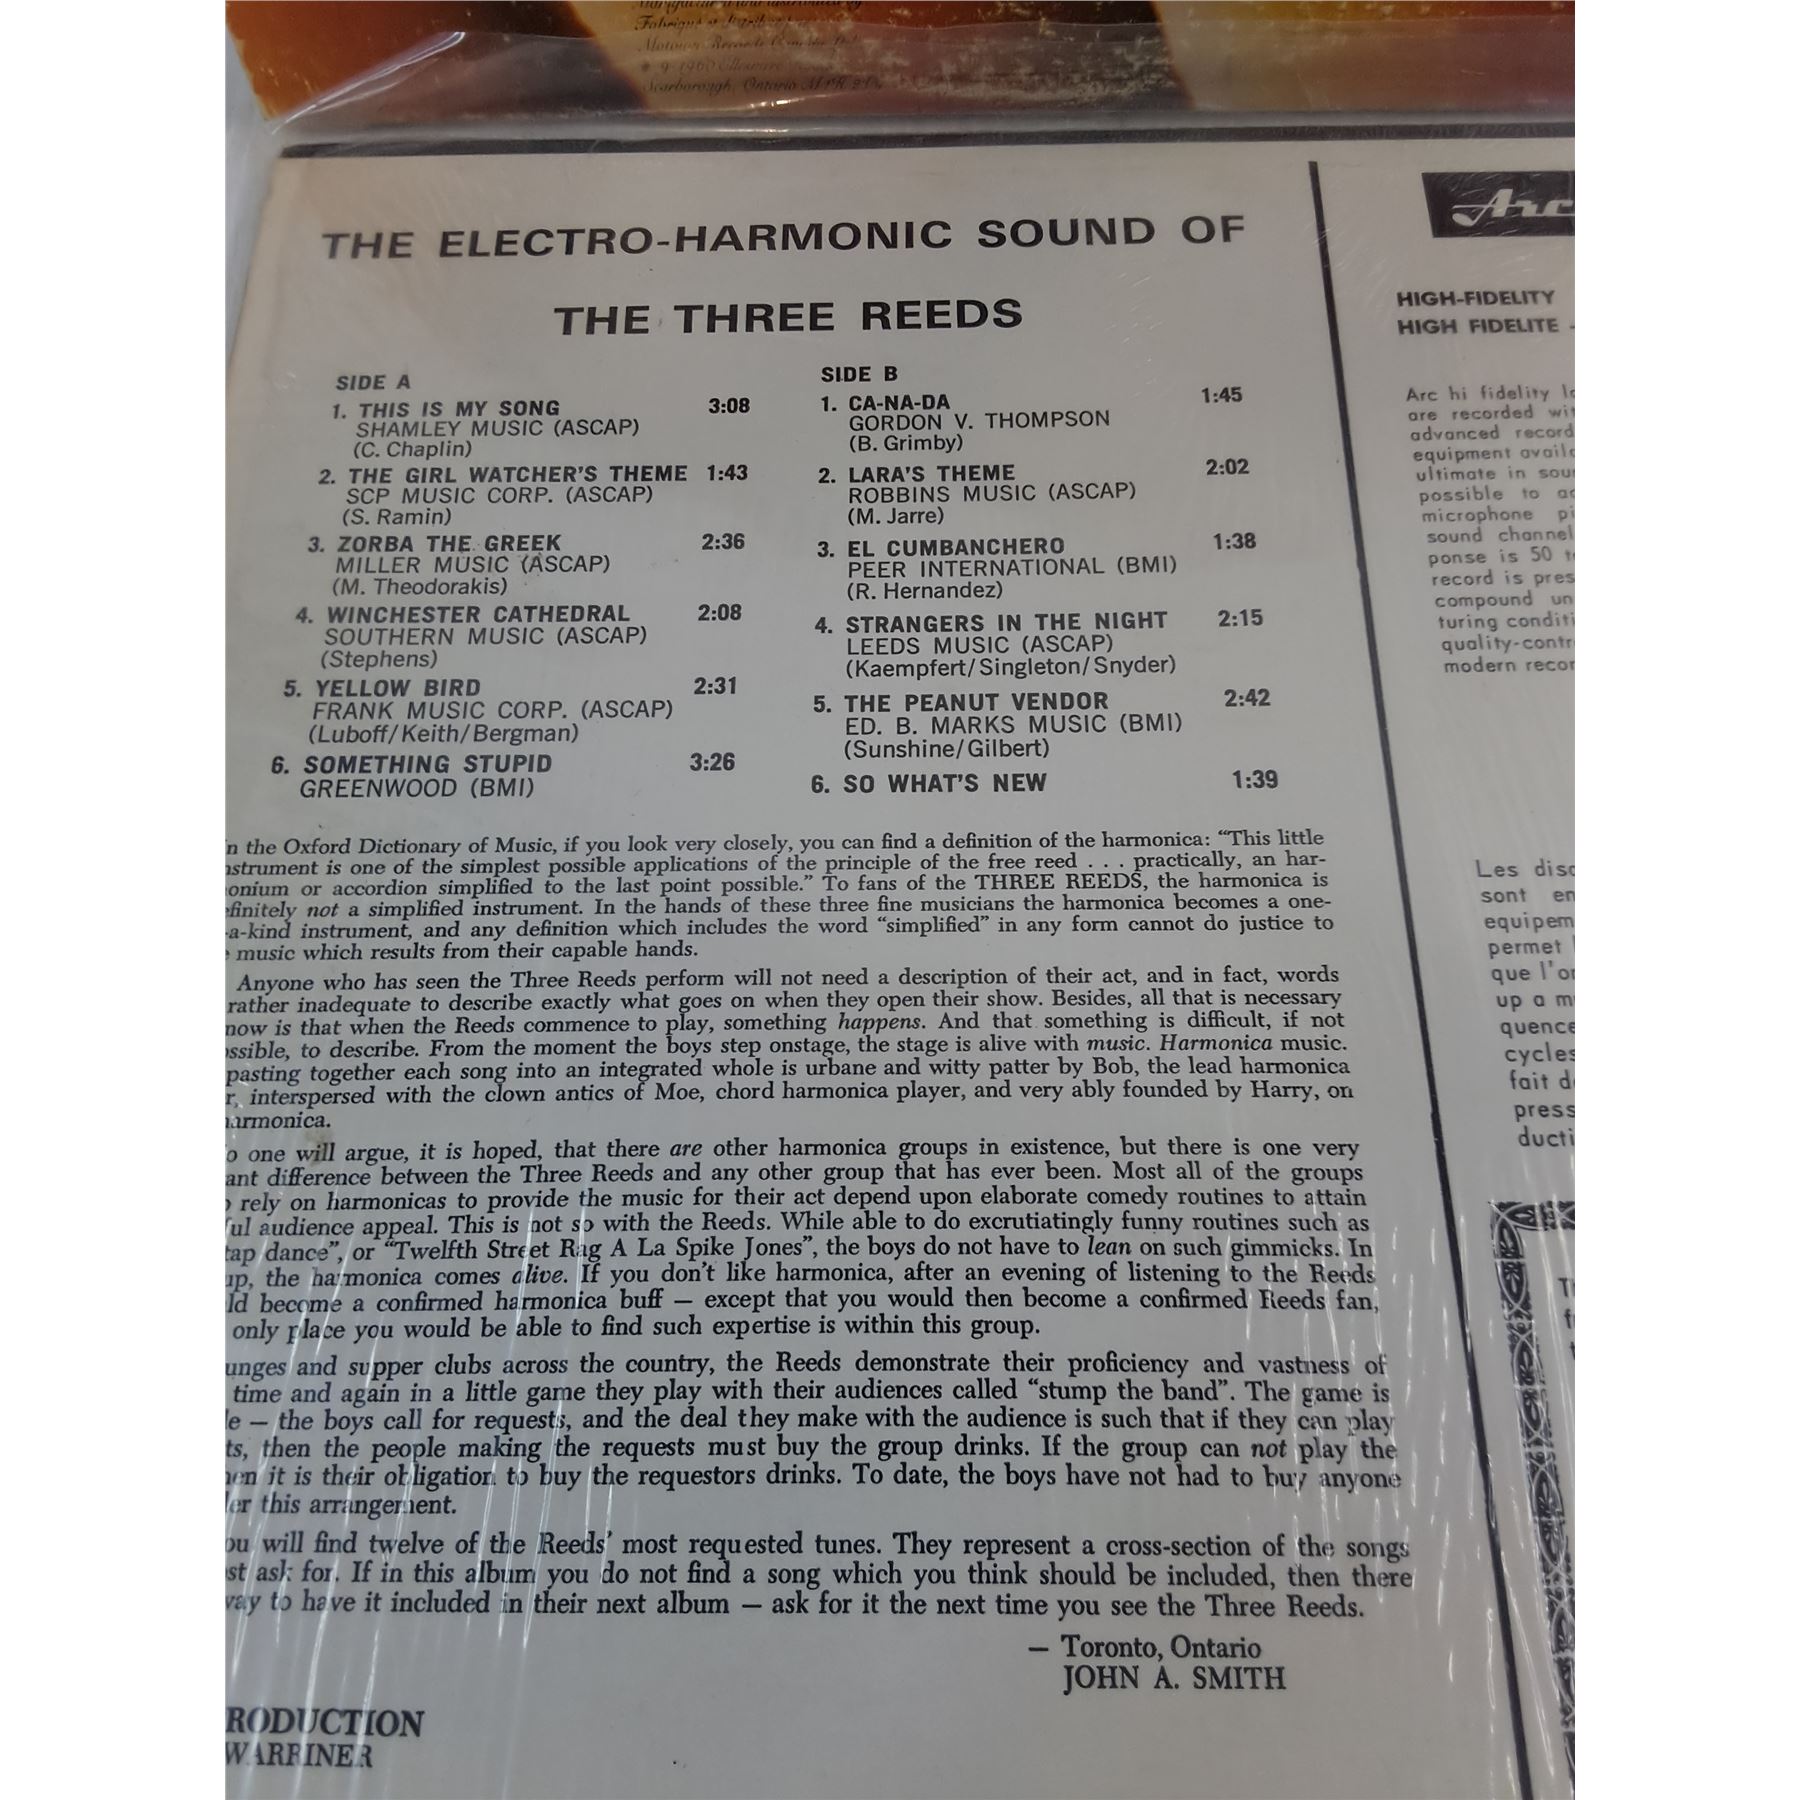 Scarborough, Ontario
THE ELECTRO-HARMONIC SOUND OF
THE THREE REEDS
SIDE A
1. THIS IS MY SONG 3:08
SHAMLEY MUSIC (ASCAP)
(C. Chaplin)
2. THE GIRL WATCHER'S THEME 1:43
SCP MUSIC CORP. (ASCAP)
(S. Ramin)
3. ZORBA THE GREEK 2:36
MILLER MUSIC (ASCAP)
(M. Theodorakis)
4. WINCHESTER CATHEDRAL 2:08
SOUTHERN MUSIC (ASCAP)
(Stephens)
5. YELLOW BIRD 2:31
FRANK MUSIC CORP. (ASCAP)
(Luboff/Keith/Bergman)
6. SOMETHING STUPID 3:26
GREENWOOD (BMI)
SIDE B
1. CA-NA-DA 1:45
GORDON V. THOMPSON
(B. Grimby)
2. LARA'S THEME 2:02
ROBBINS MUSIC (ASCAP)
(M. Jarre)
3. EL CUMBANCHERO 1:38
PEER INTERNATIONAL (BMI)
(R. Hernandez)
4. STRANGERS IN THE NIGHT 2:15
LEEDS MUSIC (ASCAP)
(Kaempfert/Singleton/Snyder)
5. THE PEANUT VENDOR 2:42
ED. B. MARKS MUSIC (BMI)
(Sunshine/Gilbert)
6. SO WHAT'S NEW 1:39
n the Oxford Dictionary of Music, if you look very closely, you can find a definition of the harmonica: "This little
nstrument is one of the simplest possible applications of the principle of the free reed . . . practically, an har-
onium or accordion simplified to the last point possible." To fans of the THREE REEDS, the harmonica is
efinitely not a simplified instrument. In the hands of these three fine musicians the harmonica becomes a one-
-a-kind instrument, and any definition which includes the word "simplified" in any form cannot do justice to
e music which results from their capable hands.
Anyone who has seen the Three Reeds perform will not need a description of their act, and in fact, words
rather inadequate to describe exactly what goes on when they open their show. Besides, all that is necessary
now is that when the Reeds commence to play, something happens. And that something is difficult, if not
ossible, to describe. From the moment the boys step onstage, the stage is alive with music. Harmonica music.
pasting together each song into an integrated whole is urbane and witty patter by Bob, the lead harmonica
r, interspersed with the clown antics of Moe, chord harmonica player, and very ably founded by Harry, on
harmonica.
o one will argue, it is hoped, that there are other harmonica groups in existence, but there is one very
ant difference between the Three Reeds and any other group that has ever been. Most all of the groups
o rely on harmonicas to provide the music for their act depend upon elaborate comedy routines to attain
ful audience appeal. This is not so with the Reeds. While able to do excrutiatingly funny routines such as
tap dance", or "Twelfth Street Rag A La Spike Jones", the boys do not have to lean on such gimmicks. In
up, the harmonica comes alive. If you don't like harmonica, after an evening of listening to the Reeds
ld become a confirmed harmonica buff — except that you would then become a confirmed Reeds fan,
only place you would be able to find such expertise is within this group.
unges and supper clubs across the country, the Reeds demonstrate their proficiency and vastness of
time and again in a little game they play with their audiences called "stump the band". The game is
le — the boys call for requests, and the deal they make with the audience is such that if they can play
ts, then the people making the requests must buy the group drinks. If the group can not play the
hen it is their obligation to buy the requestors drinks. To date, the boys have not had to buy anyone
der this arrangement.
ou will find twelve of the Reeds' most requested tunes. They represent a cross-section of the songs
st ask for. If in this album you do not find a song which you think should be included, then there
way to have it included in their next album — ask for it the next time you see the Three Reeds.
— Toronto, Ontario
JOHN A. SMITH
RODUCTION
WARRINER
Arc
HIGH-FIDELITY
HIGH FIDELITE -
Arc hi fidelity lo
are recorded wit
advanced record
equipment availa
ultimate in sou
possible to ac
microphone pi
sound channel
ponse is 50 t
record is pres
compound un
turing conditi
quality-contr
modern recor
Les disc
sont en
equipem
permet
que l'or
up a m
quence
cycles
fait d
press
ducti